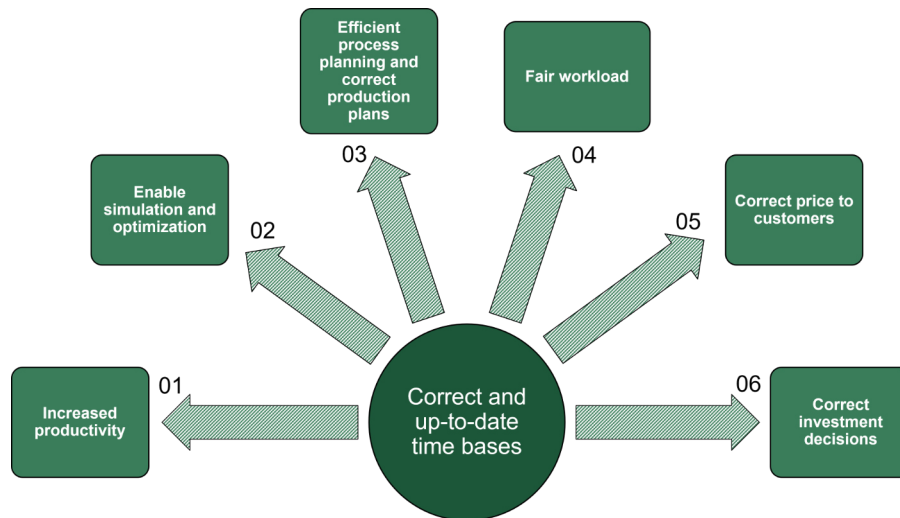 01
Increased
productivity
02
Enable
simulation and
optimization
03
Efficient
process
planning and
correct
production
plans
04
Fair workload
05
Correct price to
customers
06
Correct
investment
decisions
Correct and
up-to-date
time bases